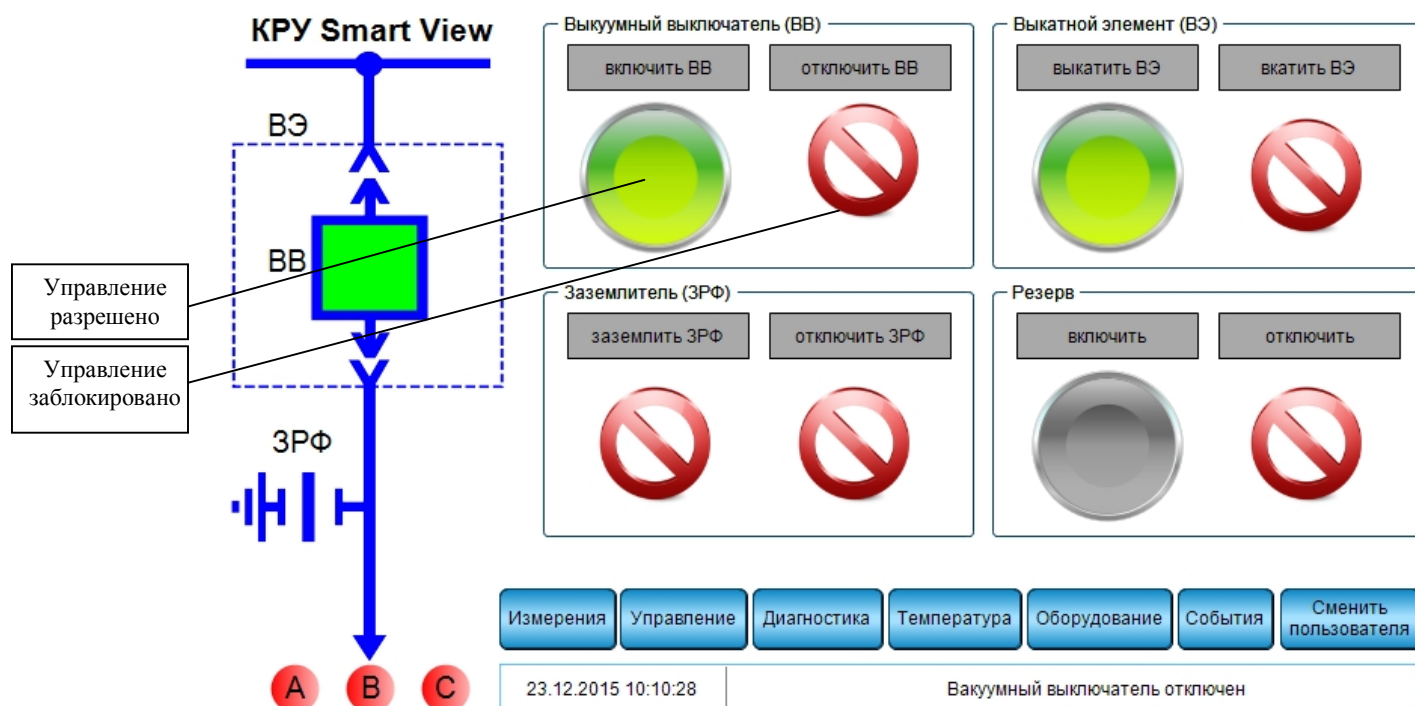 КРУ Smart View
ВЭ
ВВ
ЗРФ
A
B
C
Управление
разрешено
Управление
заблокировано
Выкуумный выключатель (ВВ)
включить ВВ
отключить ВВ
Выкатной элемент (ВЭ)
выкатить ВЭ
вкатить ВЭ
Заземлитель (ЗРФ)
заземлить ЗРФ
отключить ЗРФ
Резерв
включить
отключить
Измерения
Управление
Диагностика
Температура
Оборудование
События
Сменить
пользователя
23.12.2015 10:10:28
Вакуумный выключатель отключен